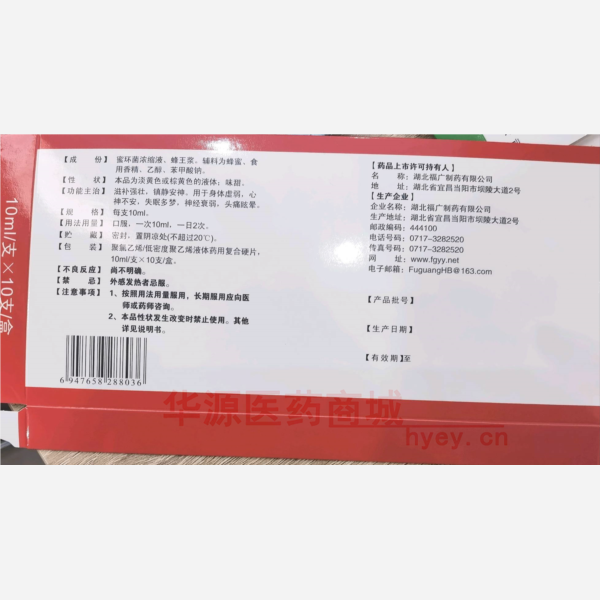 【成　份】 蜜环菌浓缩液、蜂王浆。辅料为蜂蜜、食
用香精、乙醇、苯甲酸钠。
【性　状】 本品为淡黄色或棕黄色的液体；味甜。
【功能主治】 滋补强壮，镇静安神。用于身体虚弱，心
神不安，失眠多梦，神经衰弱，头痛眩晕。
【规　格】 每支10ml。
【用法用量】 口服，一次10ml，一日2次。
【贮　藏】 密封，置阴凉处(不超过20℃)。
【包　装】 聚氯乙烯/低密度聚乙烯液体药用复合硬片，
10ml/支×10支/盒。
【不良反应】 尚不明确。
【禁　忌】 外感发热者忌服。
【注意事项】 1、按照用法用量服用，长期服用应向医
师或药师咨询。
2、本品性状发生改变时禁止使用。其他
详见说明书。
6 947658 288036
【药品上市许可持有人】
名　称：湖北福广制药有限公司
地　址：湖北省宜昌当阳市坝陵大道2号
【生产企业】
企业名称：湖北福广制药有限公司
生产地址：湖北省宜昌当阳市坝陵大道2号
邮政编码：444100
电话号码：0717-3282520
传真号码：0717-3282520
网　址：www.fgyy.net
电子邮箱：FuguangHB@163.com
【产品批号】
【生产日期】
【有效期】至
10ml/支×10支/盒
华源医药商城
hyey.cn